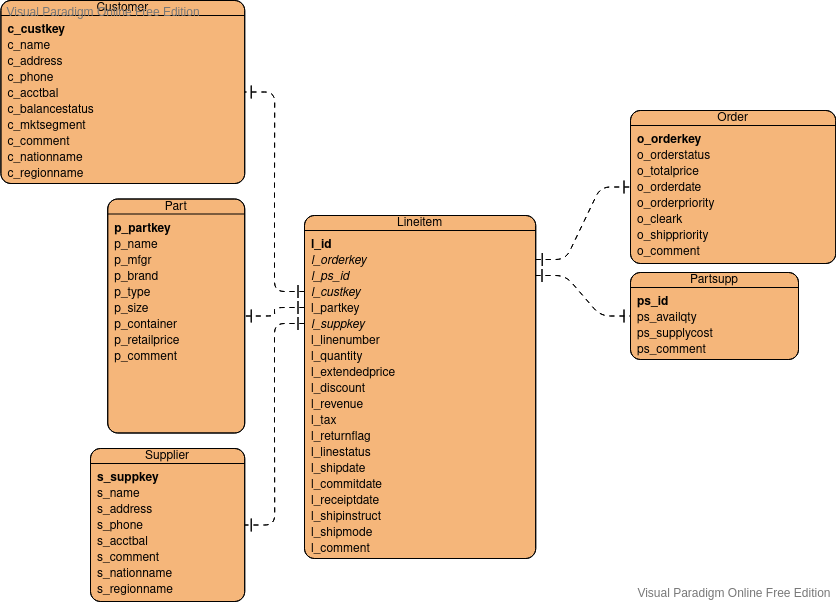 Customer
Visual Paradigm Online Free Edition
c_custkey
c_name
c_address
c_phone
c_acctbal
c_balancestatus
c_mktsegment
c_comment
c_nationname
c_regionname
Part
p_partkey
p_name
p_mfgr
p_brand
p_type
p_size
p_container
p_retailprice
p_comment
Supplier
s_suppkey
s_name
s_address
s_phone
s_acctbal
s_comment
s_nationname
s_regionname
Lineitem
l_id
l_orderkey
l_ps_id
l_custkey
l_partkey
l_suppkey
l_linenumber
l_quantity
l_extendedprice
l_discount
l_revenue
l_tax
l_returnflag
l_linestatus
l_shipdate
l_commitdate
l_receiptdate
l_shipinstruct
l_shipmode
l_comment
Order
o_orderkey
o_orderstatus
o_totalprice
o_orderdate
o_orderpriority
o_cleark
o_shippriority
o_comment
Partsupp
ps_id
ps_availqty
ps_supplycost
ps_comment
Visual Paradigm Online Free Edition